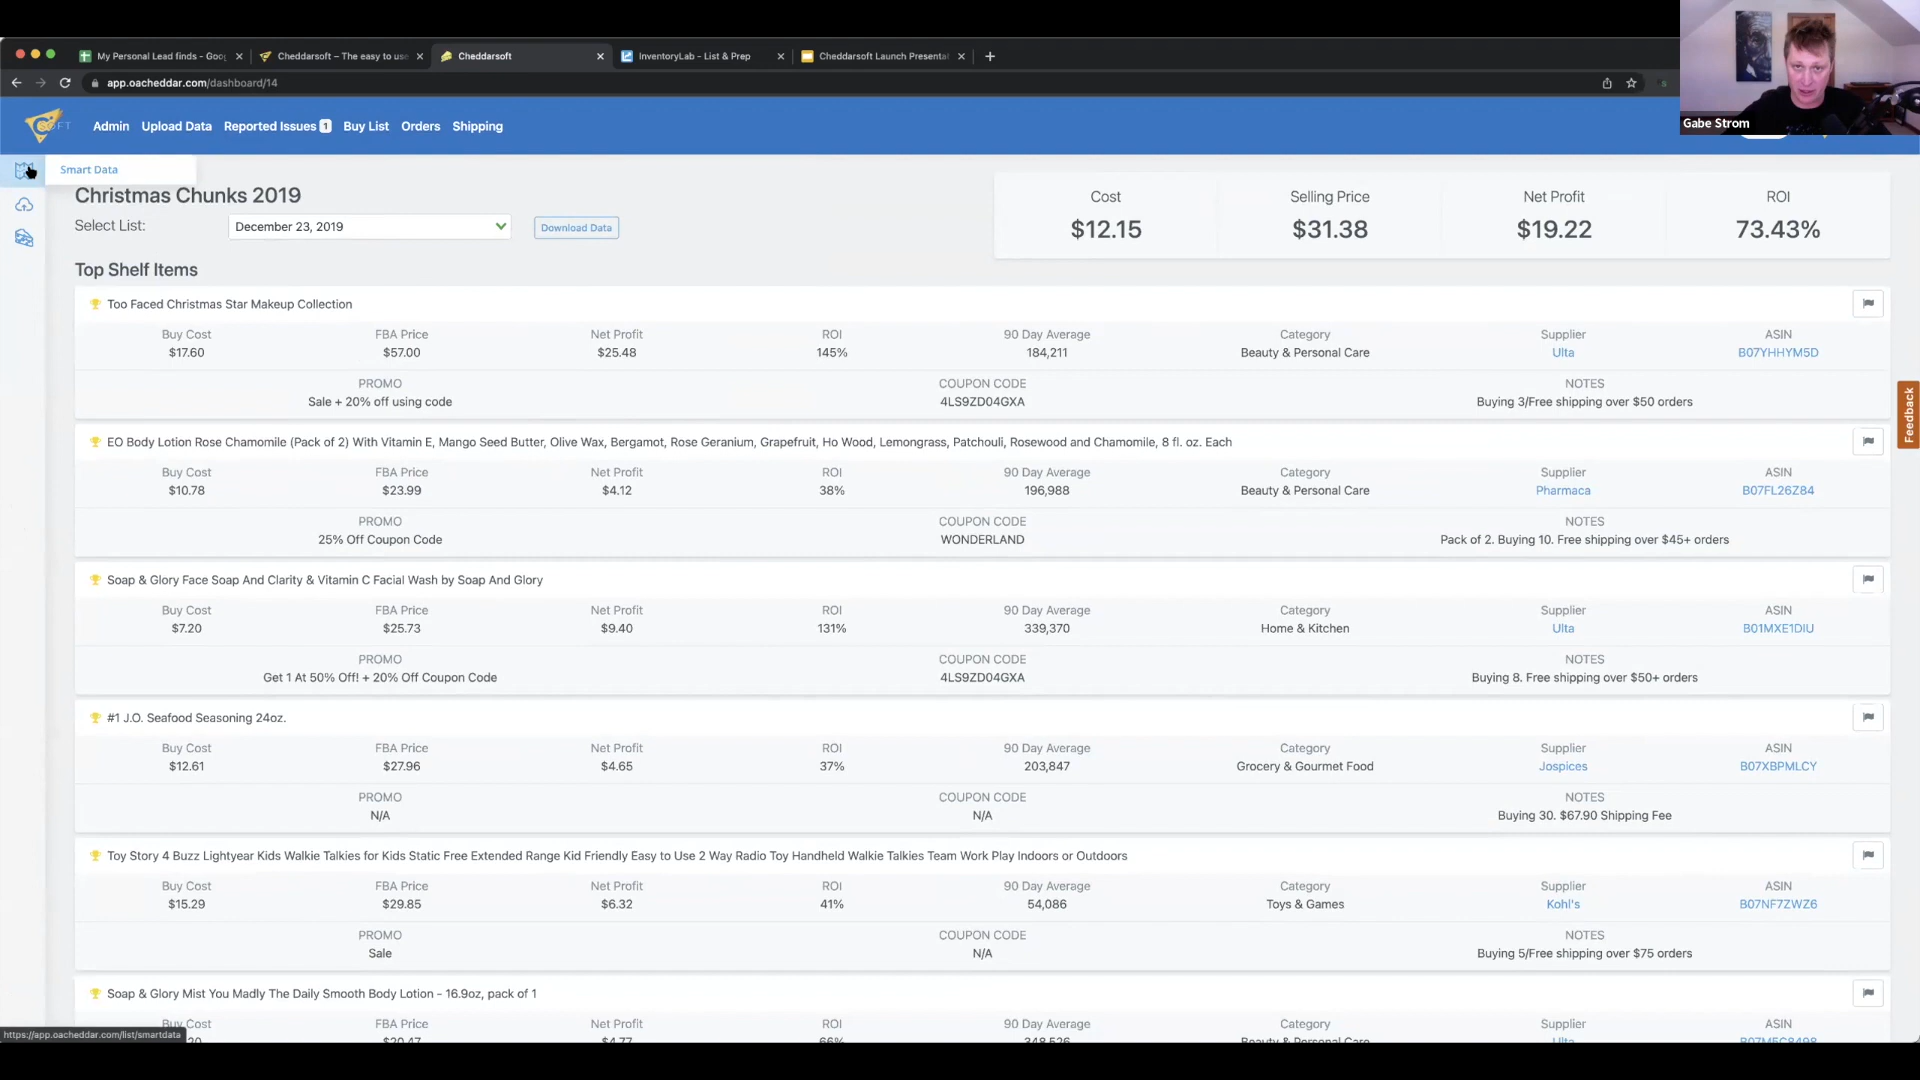 My Personal Lead finds - Goog
Cheddarsoft – The easy to use
Cheddarsoft
InventoryLab - List & Prep
Cheddarsoft Launch Presenta
app.oacheddar.com/dashboard/14
Gabe Strom
Admin
Upload Data
Reported Issues 1
Buy List
Orders
Shipping
Smart Data
Christmas Chunks 2019
Select List:
December 23, 2019
Download Data
Cost
Selling Price
Net Profit
ROI
$12.15
$31.38
$19.22
73.43%
Top Shelf Items
Too Faced Christmas Star Makeup Collection
Buy Cost FBA Price Net Profit ROI 90 Day Average Category Supplier ASIN
$17.60 $57.00 $25.48 145% 184,211 Beauty & Personal Care Ulta B07YHHYM5D
PROMO COUPON CODE NOTES
Sale + 20% off using code 4LS9ZD04GXA Buying 3/Free shipping over $50 orders
Feedback
EO Body Lotion Rose Chamomile (Pack of 2) With Vitamin E, Mango Seed Butter, Olive Wax, Bergamot, Rose Geranium, Grapefruit, Ho Wood, Lemongrass, Patchouli, Rosewood and Chamomile, 8 fl. oz. Each
Buy Cost FBA Price Net Profit ROI 90 Day Average Category Supplier ASIN
$10.78 $23.99 $4.12 38% 196,988 Beauty & Personal Care Pharmaca B07FL26Z84
PROMO COUPON CODE NOTES
25% Off Coupon Code WONDERLAND Pack of 2. Buying 10. Free shipping over $45+ orders
Soap & Glory Face Soap And Clarity & Vitamin C Facial Wash by Soap And Glory
Buy Cost FBA Price Net Profit ROI 90 Day Average Category Supplier ASIN
$7.20 $25.73 $9.40 131% 339,370 Home & Kitchen Ulta B01MXE1DIU
PROMO COUPON CODE NOTES
Get 1 At 50% Off! + 20% Off Coupon Code 4LS9ZD04GXA Buying 8. Free shipping over $50+ orders
#1 J.O. Seafood Seasoning 24oz.
Buy Cost FBA Price Net Profit ROI 90 Day Average Category Supplier ASIN
$12.61 $27.96 $4.65 37% 203,847 Grocery & Gourmet Food Jospices B07XBPMLCY
PROMO COUPON CODE NOTES
N/A N/A Buying 30. $67.90 Shipping Fee
Toy Story 4 Buzz Lightyear Kids Walkie Talkies for Kids Static Free Extended Range Kid Friendly Easy to Use 2 Way Radio Toy Handheld Walkie Talkies Team Work Play Indoors or Outdoors
Buy Cost FBA Price Net Profit ROI 90 Day Average Category Supplier ASIN
$15.29 $29.85 $6.32 41% 54,086 Toys & Games Kohl's B07NF7ZWZ6
PROMO COUPON CODE NOTES
Sale N/A Buying 5/Free shipping over $75 orders
Soap & Glory Mist You Madly The Daily Smooth Body Lotion - 16.9oz, pack of 1
Buy Cost FBA Price Net Profit ROI 90 Day Average Category Supplier ASIN
$20.47 $4.77 66% 348,526 Beauty & Personal Care Ulta
https://app.oacheddar.com/list/smartdata